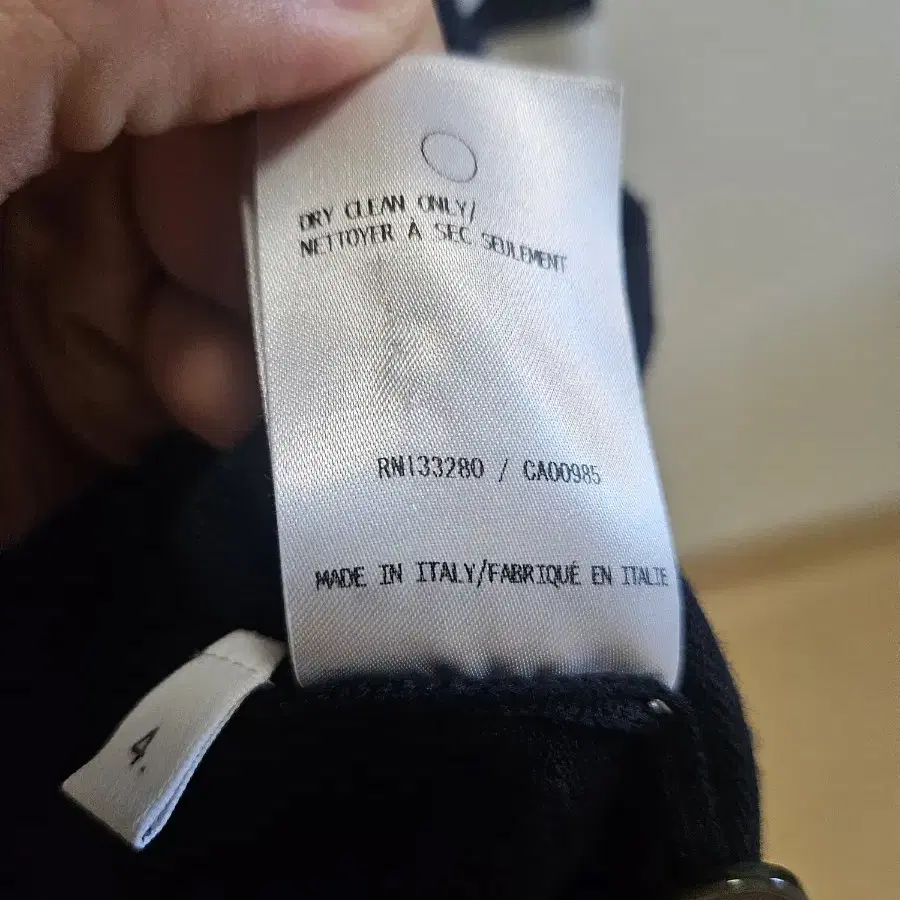 DRY CLEAN ONLY/
NETTOYER À SEC SEULEMENT
RN133280 / CA00985
MADE IN ITALY/FABRIQUÉ EN ITALIE
4.